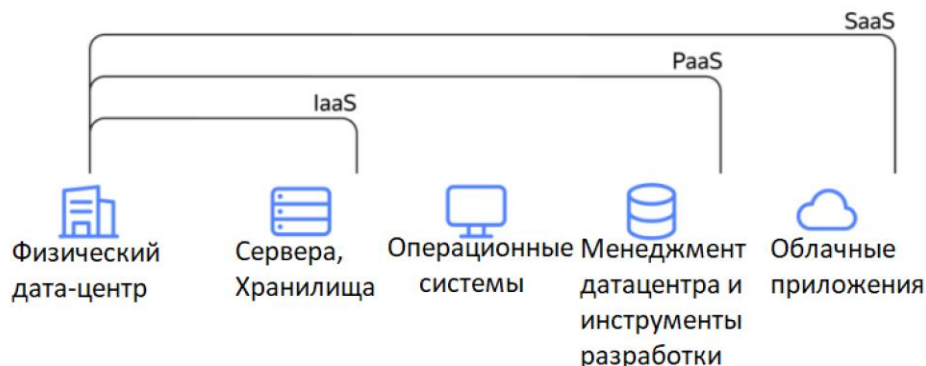 SaaS
PaaS
IaaS
Физический
дата-центр
Сервера,
Хранилища
Операционные
системы
Менеджмент
датацентра и
инструменты
разработки
Облачные
приложения